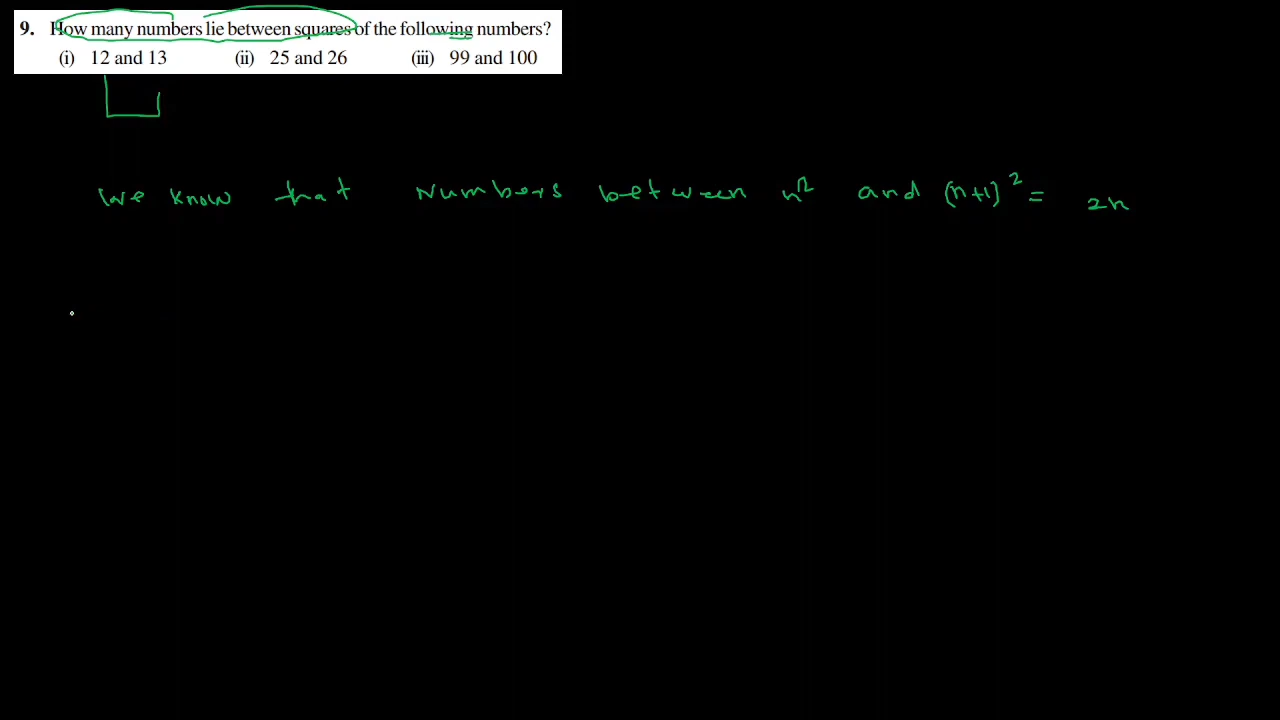 9. How many numbers lie between squares of the following numbers?
(i) 12 and 13 (ii) 25 and 26 (iii) 99 and 100
We know that Numbers between n² and (n+1)² = 2n